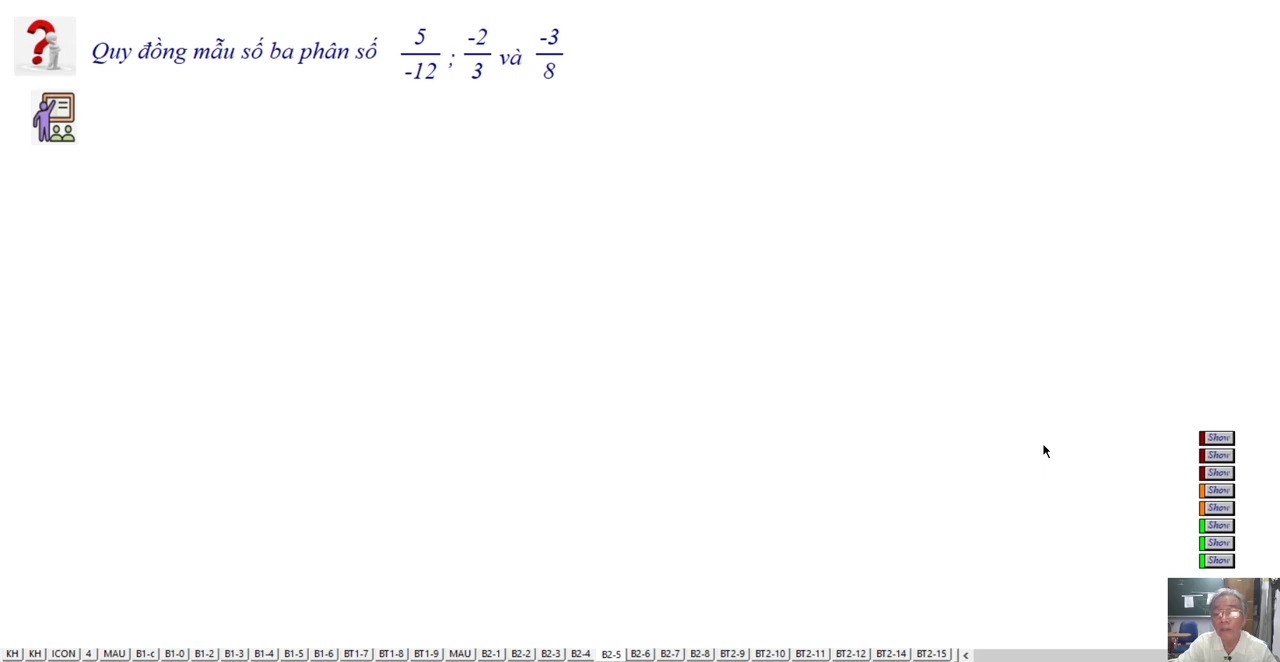 Quy đồng mẫu số ba phân số 5/-12 ; -2/3 và -3/8
Show
Show
Show
Show
Show
Show
Show
Show
KH KH ICON 4 MAU B1-c B1-0 B1-2 B1-3 B1-4 B1-5 B1-6 BT1-7 BT1-8 BT1-9 MAU B2-1 B2-2 B2-3 B2-4 B2-5 B2-6 B2-7 B2-8 BT2-9 BT2-10 BT2-11 BT2-12 BT2-14 BT2-15 <